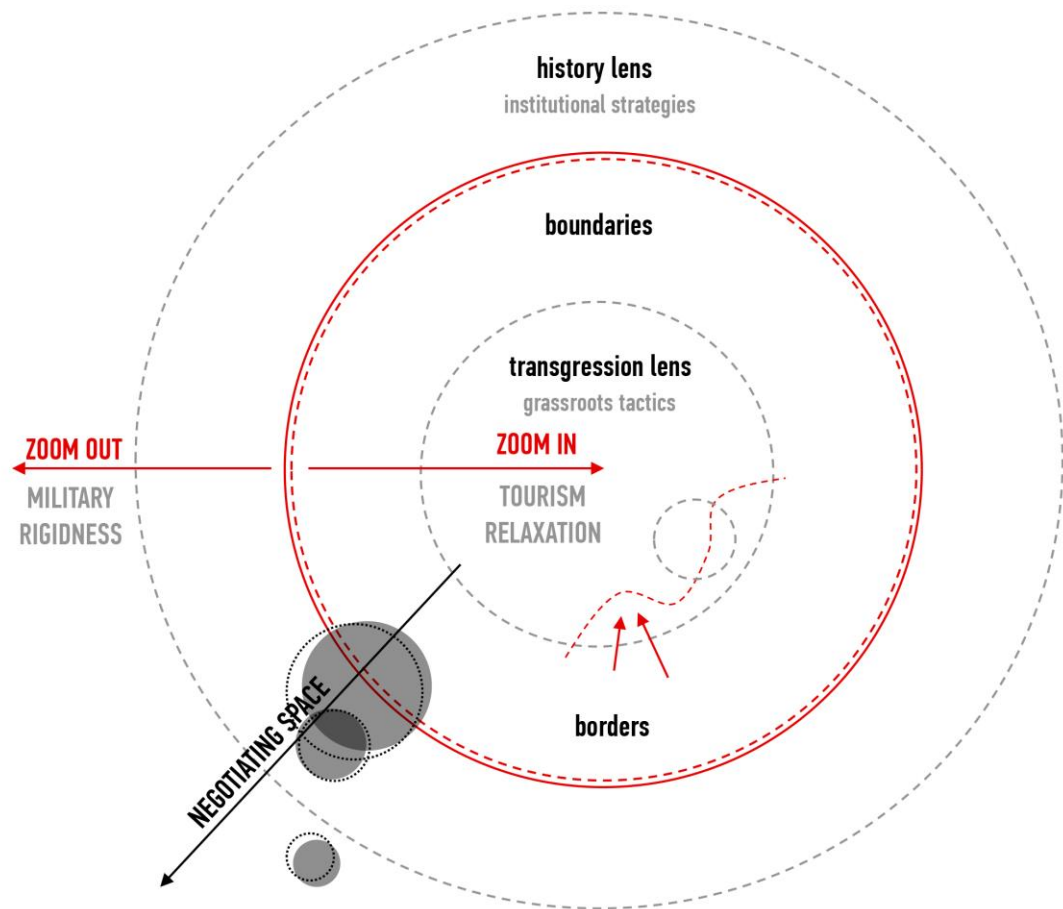 history lens
institutional strategies
boundaries
transgression lens
grassroots tactics
ZOOM OUT
MILITARY
RIGIDNESS
ZOOM IN
TOURISM
RELAXATION
NEGOTIATING SPACE
borders